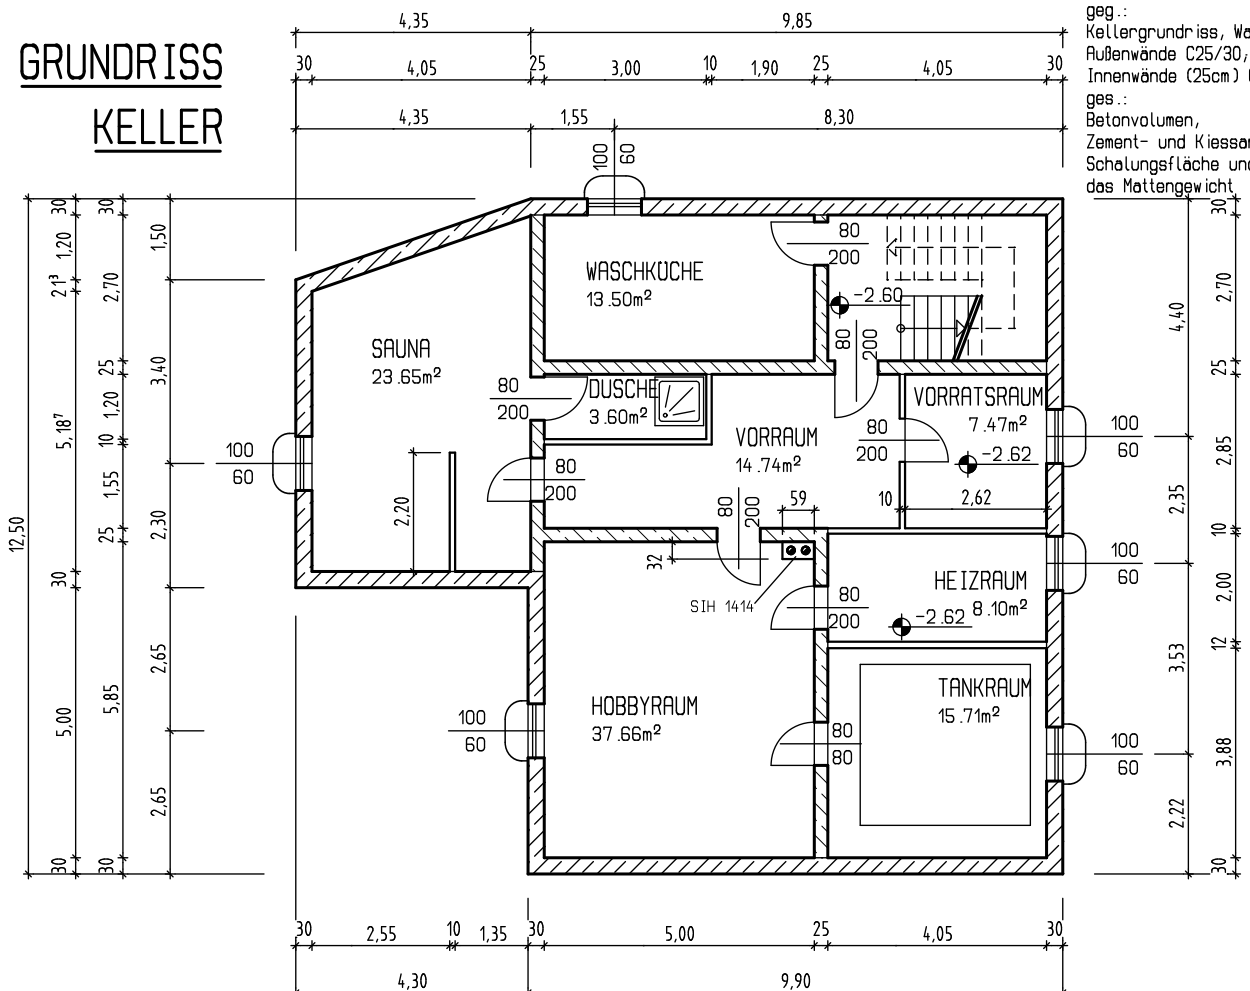 GRUNDRISS
KELLER
geg.:
Kellergrundriss, Wa
Außenwände C25/30,
Innenwände (25cm)
ges.:
Betonvolumen,
Zement- und Kiessa
Schalungsfläche und
das Mattengewicht
4,35 9,85
30 4,05 25 3,00 10 1,90 4,05 30
4,35 1,55 8,30
100
60
12,50
30 1,20 21³ 5,18⁷ 30 5,00 30
30 2,70 25 1,20 10 1,55 25 5,85 30
1,50 3,40 2,30 2,65 2,65
WASCHKÜCHE
13.50m²
80
200
-2.60
80
200
SAUNA
23.65m²
80
200
DUSCHE
3.60m²
VORRATSRAUM
7.47m²
-2.62
10 2,62
80
200
VORRAUM
14.74m²
80
200
100
60
2,20
80
200
59
32
SIH 1414
HEIZRAUM
8.10m²
-2.62
80
200
HOBBYRAUM
37.66m²
100
60
TANKRAUM
15.71m²
80
80
100
60
100
60
100
60
4,40 2,35 3,53 2,22
30 2,70 25 2,85 10 2,00 12 3,88 30
30 2,55 10 1,35 30 5,00 25 4,05 30
4,30 9,90